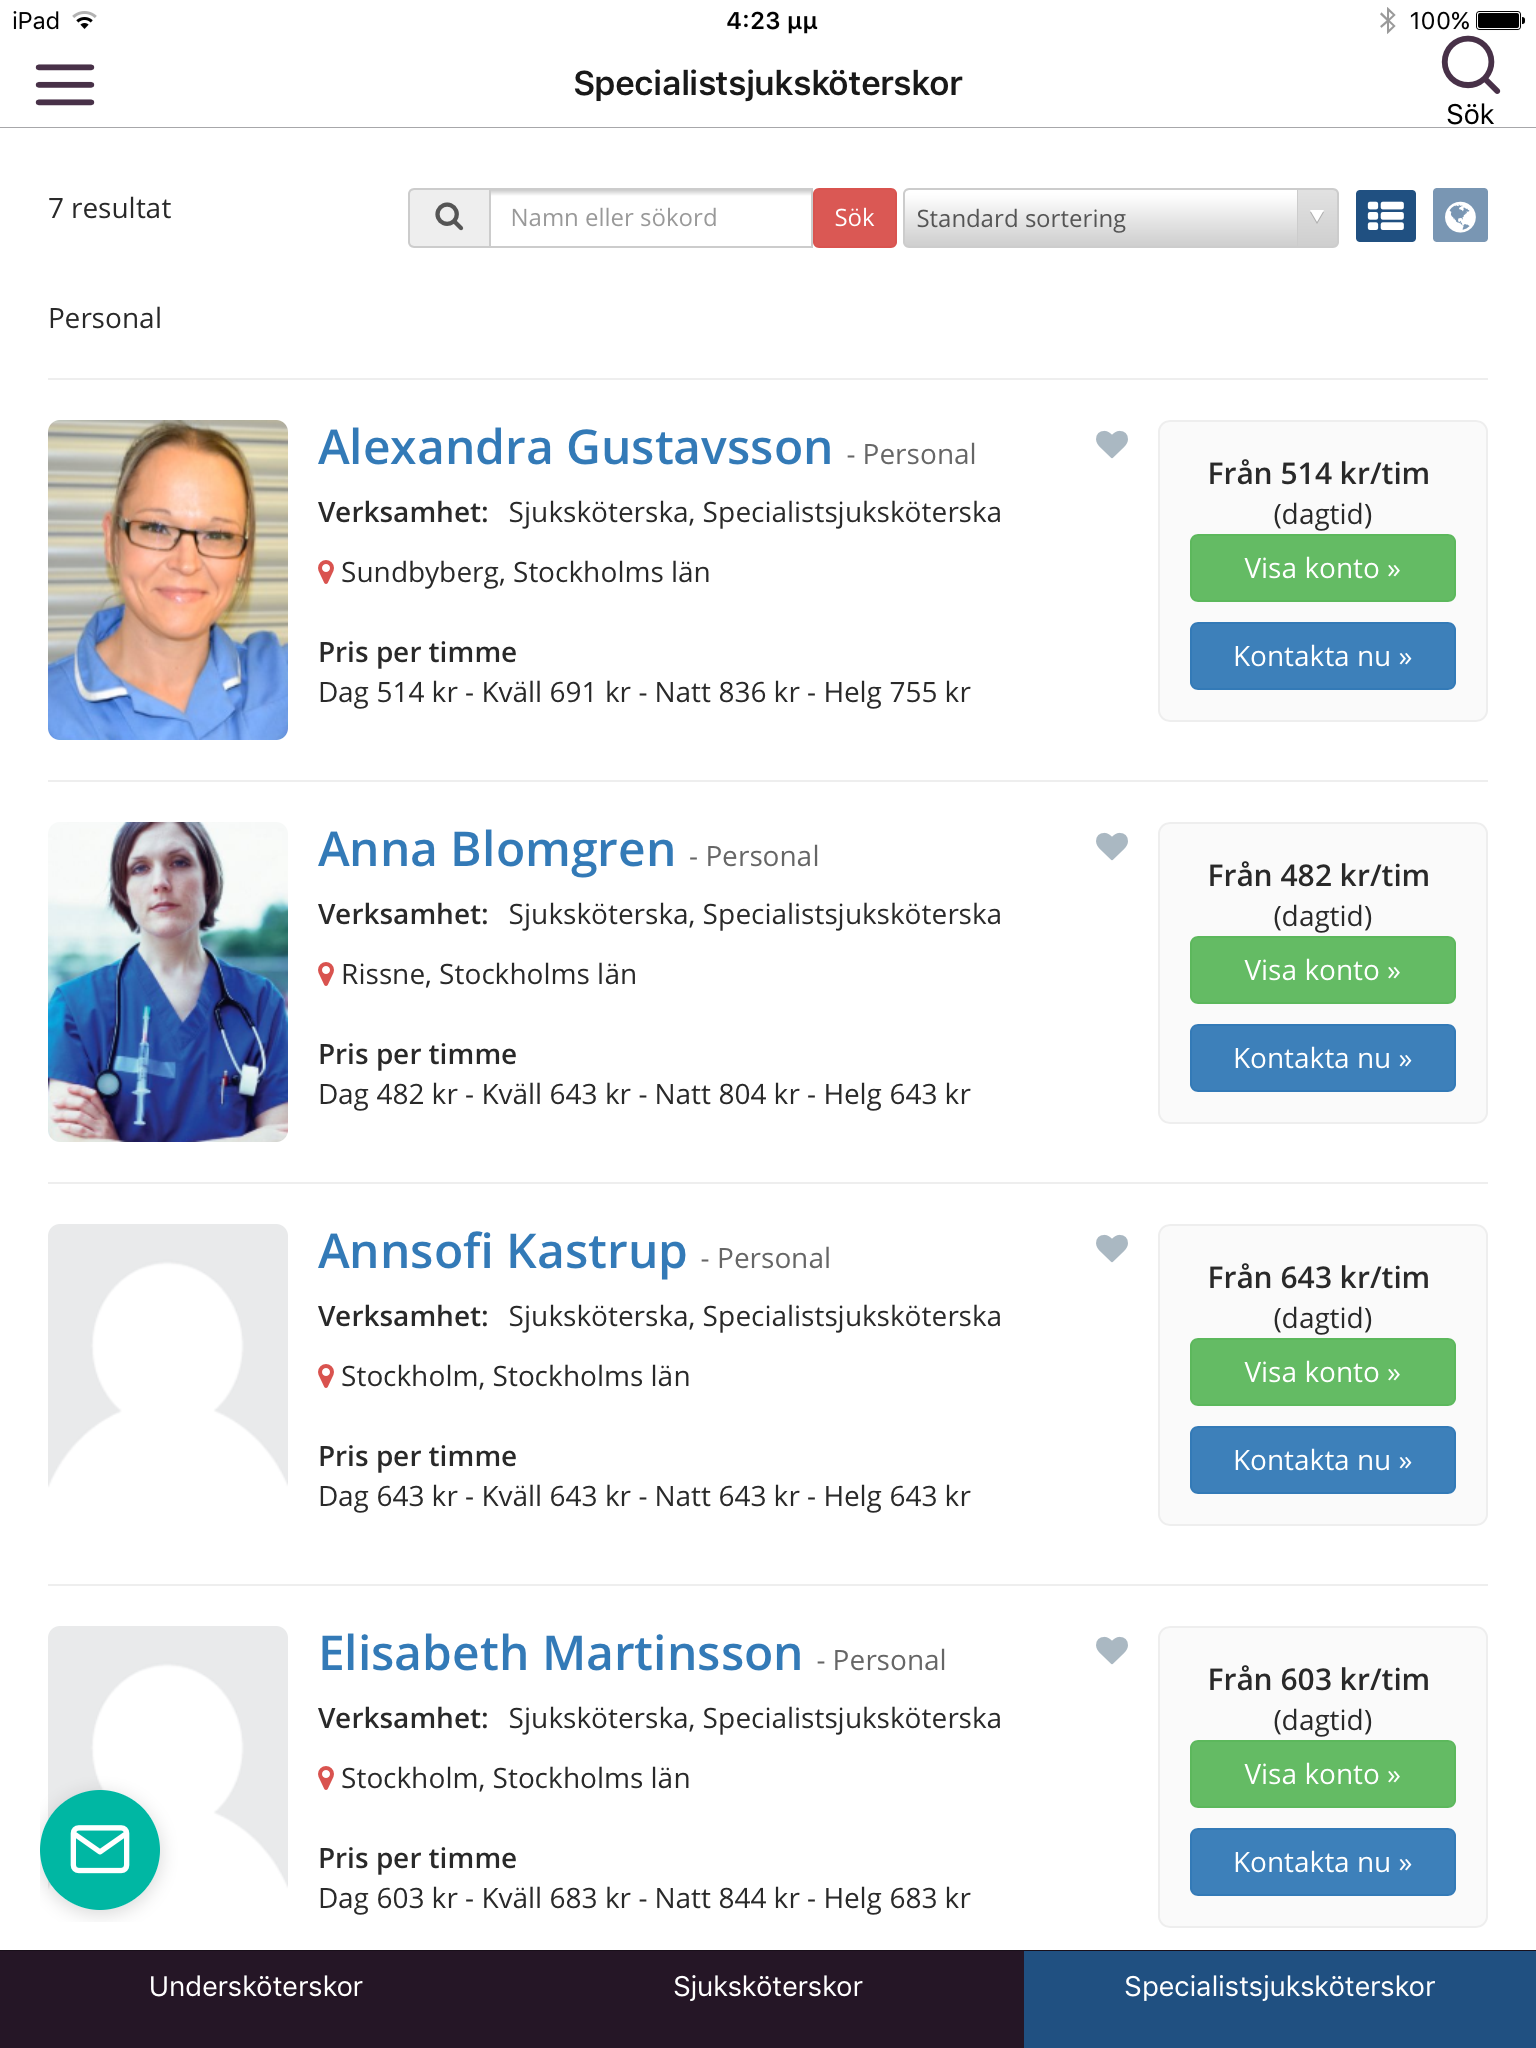 iPad 4:23 μμ 100%
Specialistsjuksköterskor
Sök
7 resultat Namn eller sökord Sök Standard sortering
Personal
Alexandra Gustavsson - Personal
Verksamhet: Sjuksköterska, Specialistsjuksköterska
Sundbyberg, Stockholms län
Pris per timme
Dag 514 kr - Kväll 691 kr - Natt 836 kr - Helg 755 kr
Från 514 kr/tim
(dagtid)
Visa konto »
Kontakta nu »
Anna Blomgren - Personal
Verksamhet: Sjuksköterska, Specialistsjuksköterska
Rissne, Stockholms län
Pris per timme
Dag 482 kr - Kväll 643 kr - Natt 804 kr - Helg 643 kr
Från 482 kr/tim
(dagtid)
Visa konto »
Kontakta nu »
Annsofi Kastrup - Personal
Verksamhet: Sjuksköterska, Specialistsjuksköterska
Stockholm, Stockholms län
Pris per timme
Dag 643 kr - Kväll 643 kr - Natt 643 kr - Helg 643 kr
Från 643 kr/tim
(dagtid)
Visa konto »
Kontakta nu »
Elisabeth Martinsson - Personal
Verksamhet: Sjuksköterska, Specialistsjuksköterska
Stockholm, Stockholms län
Pris per timme
Dag 603 kr - Kväll 683 kr - Natt 844 kr - Helg 683 kr
Från 603 kr/tim
(dagtid)
Visa konto »
Kontakta nu »
Undersköterskor Sjuksköterskor Specialistsjuksköterskor